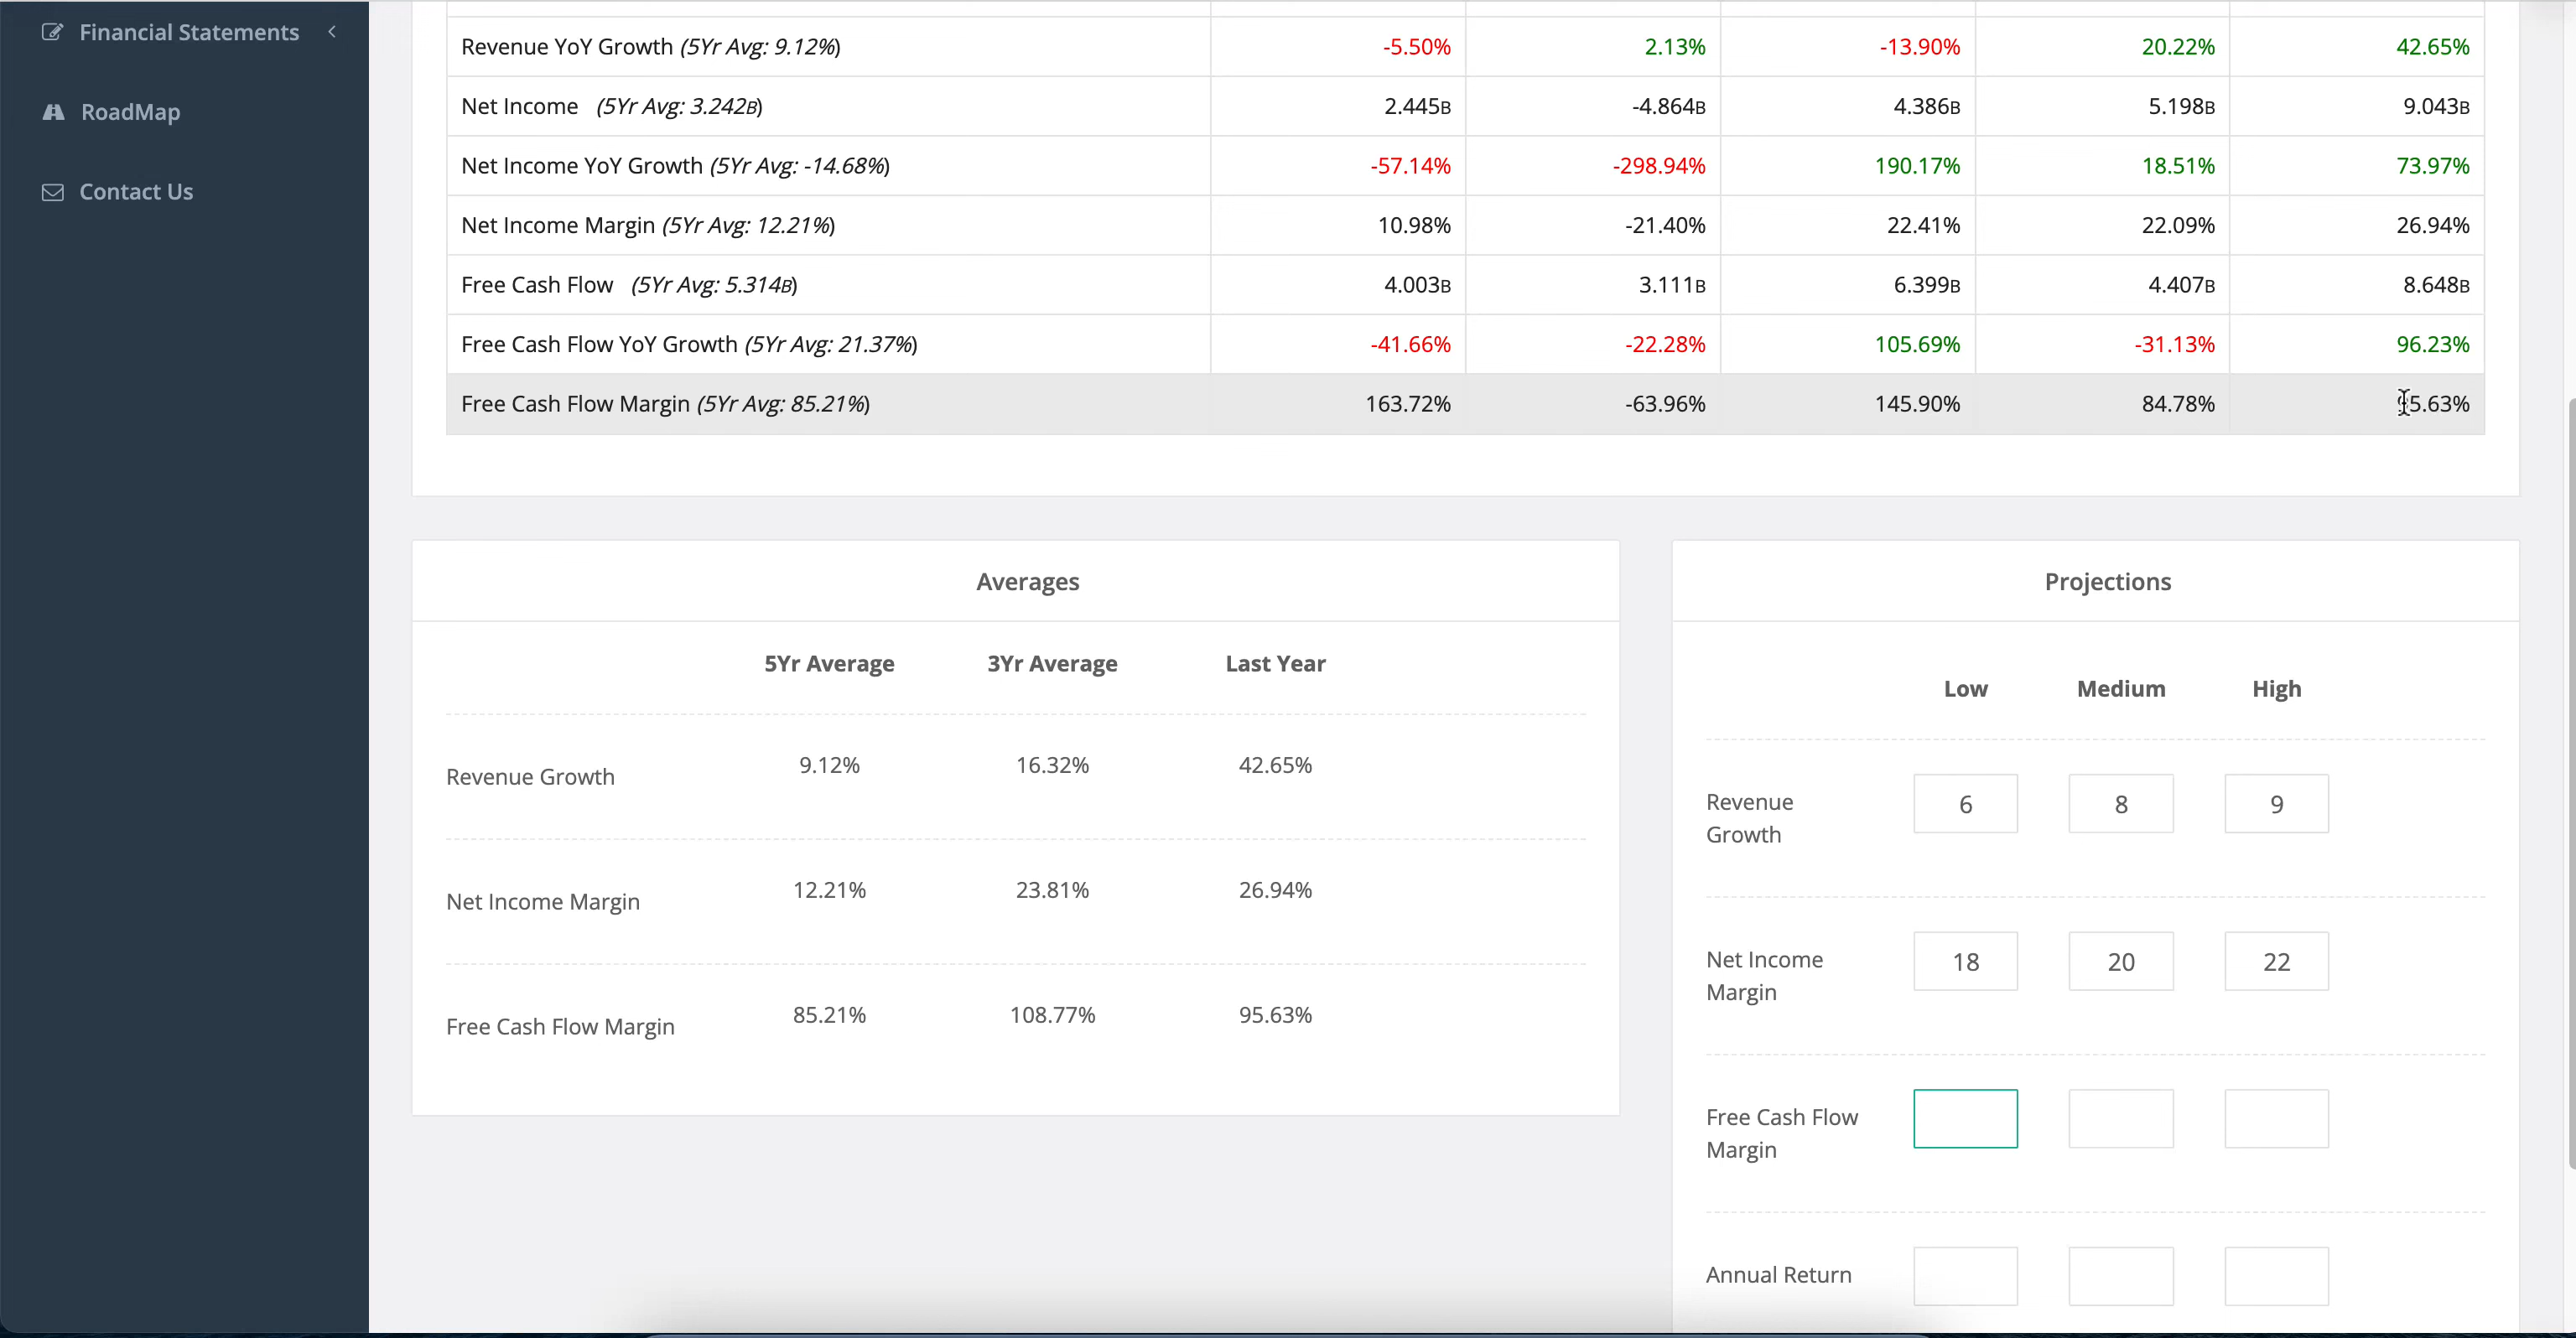 Financial Statements
RoadMap
Contact Us
Revenue YoY Growth (5Yr Avg: 9.12%) -5.50% 2.13% -13.90% 20.22% 42.65%
Net Income (5Yr Avg: 3.242B) 2.445B -4.864B 4.386B 5.198B 9.043B
Net Income YoY Growth (5Yr Avg: -14.68%) -57.14% -298.94% 190.17% 18.51% 73.97%
Net Income Margin (5Yr Avg: 12.21%) 10.98% -21.40% 22.41% 22.09% 26.94%
Free Cash Flow (5Yr Avg: 5.314B) 4.003B 3.111B 6.399B 4.407B 8.648B
Free Cash Flow YoY Growth (5Yr Avg: 21.37%) -41.66% -22.28% 105.69% -31.13% 96.23%
Free Cash Flow Margin (5Yr Avg: 85.21%) 163.72% -63.96% 145.90% 84.78% 95.63%
Averages
5Yr Average 3Yr Average Last Year
Revenue Growth 9.12% 16.32% 42.65%
Net Income Margin 12.21% 23.81% 26.94%
Free Cash Flow Margin 85.21% 108.77% 95.63%
Projections
Low Medium High
Revenue
Growth 6 8 9
Net Income
Margin 18 20 22
Free Cash Flow
Margin
Annual Return